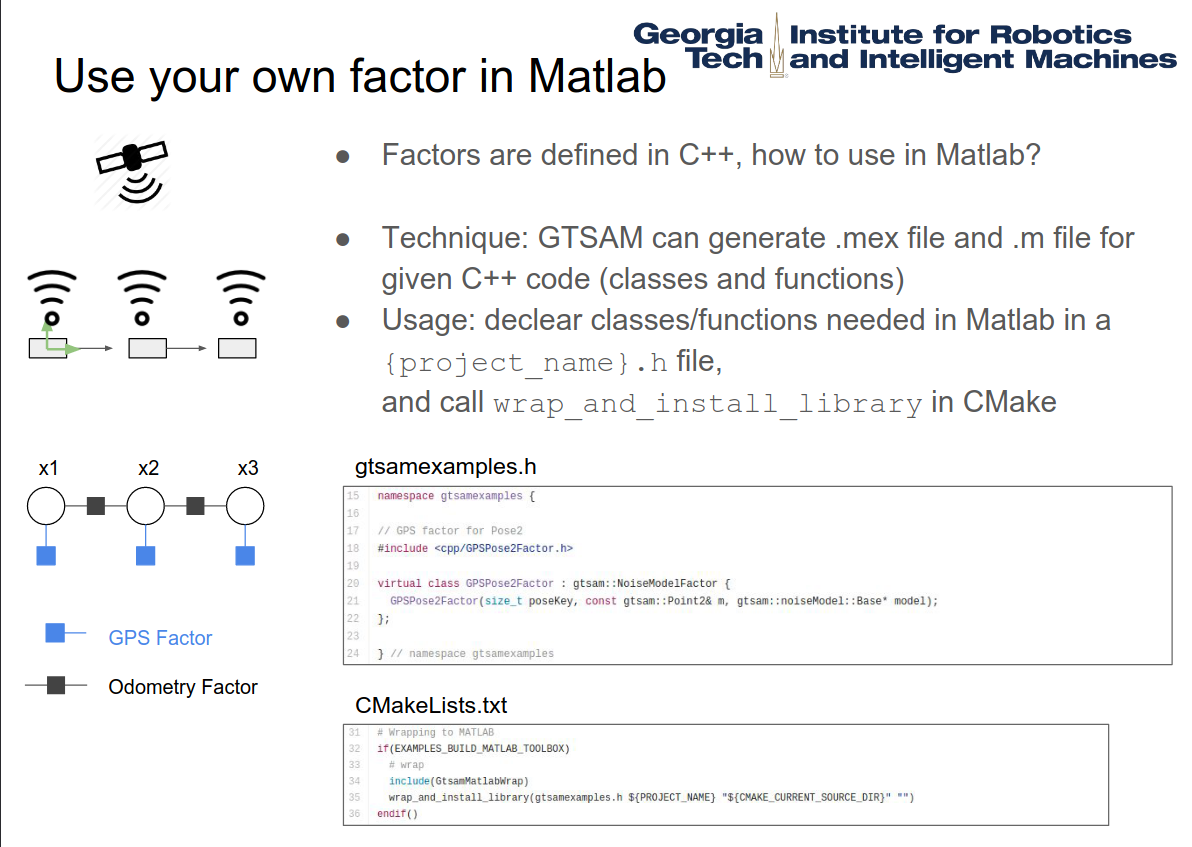 Georgia Tech Institute for Robotics and Intelligent Machines
Use your own factor in Matlab
● Factors are defined in C++, how to use in Matlab?
● Technique: GTSAM can generate .mex file and .m file for
given C++ code (classes and functions)
● Usage: declear classes/functions needed in Matlab in a
{project_name}.h file,
and call wrap_and_install_library in CMake
x1 x2 x3
GPS Factor
Odometry Factor
gtsamexamples.h
15 namespace gtsamexamples {
16
17 // GPS factor for Pose2
18 #include <cpp/GPSPose2Factor.h>
19
20 virtual class GPSPose2Factor : gtsam::NoiseModelFactor {
21   GPSPose2Factor(size_t poseKey, const gtsam::Point2& m, gtsam::noiseModel::Base* model);
22 };
23
24 } // namespace gtsamexamples
CMakeLists.txt
31 # Wrapping to MATLAB
32 if(EXAMPLES_BUILD_MATLAB_TOOLBOX)
33   # wrap
34   include(GtsamMatlabWrap)
35   wrap_and_install_library(gtsamexamples.h ${PROJECT_NAME} "${CMAKE_CURRENT_SOURCE_DIR}" "")
36 endif()